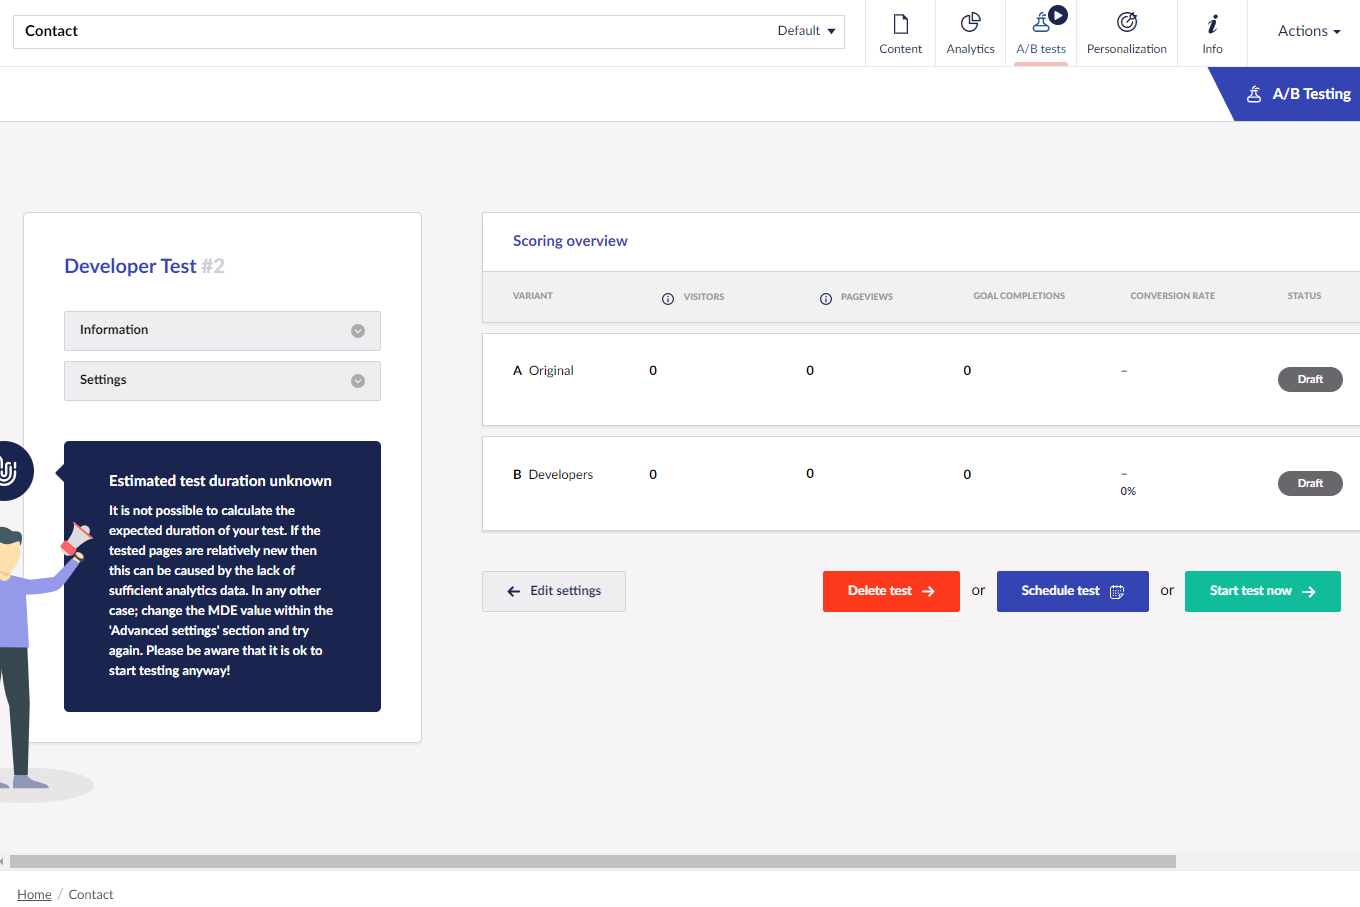 Contact
Default
Content
Analytics
A/B tests
Personalization
Info
Actions
A/B Testing
Developer Test #2
Information
Settings
Estimated test duration unknown
It is not possible to calculate the
expected duration of your test. If the
tested pages are relatively new then
this can be caused by the lack of
sufficient analytics data. In any other
case; change the MDE value within the
'Advanced settings' section and try
again. Please be aware that it is ok to
start testing anyway!
Scoring overview
VARIANT VISITORS PAGEVIEWS GOAL COMPLETIONS CONVERSION RATE STATUS
A Original 0 0 0 – Draft
B Developers 0 0 0 – Draft
0%
Edit settings
Delete test or Schedule test or Start test now
Home / Contact